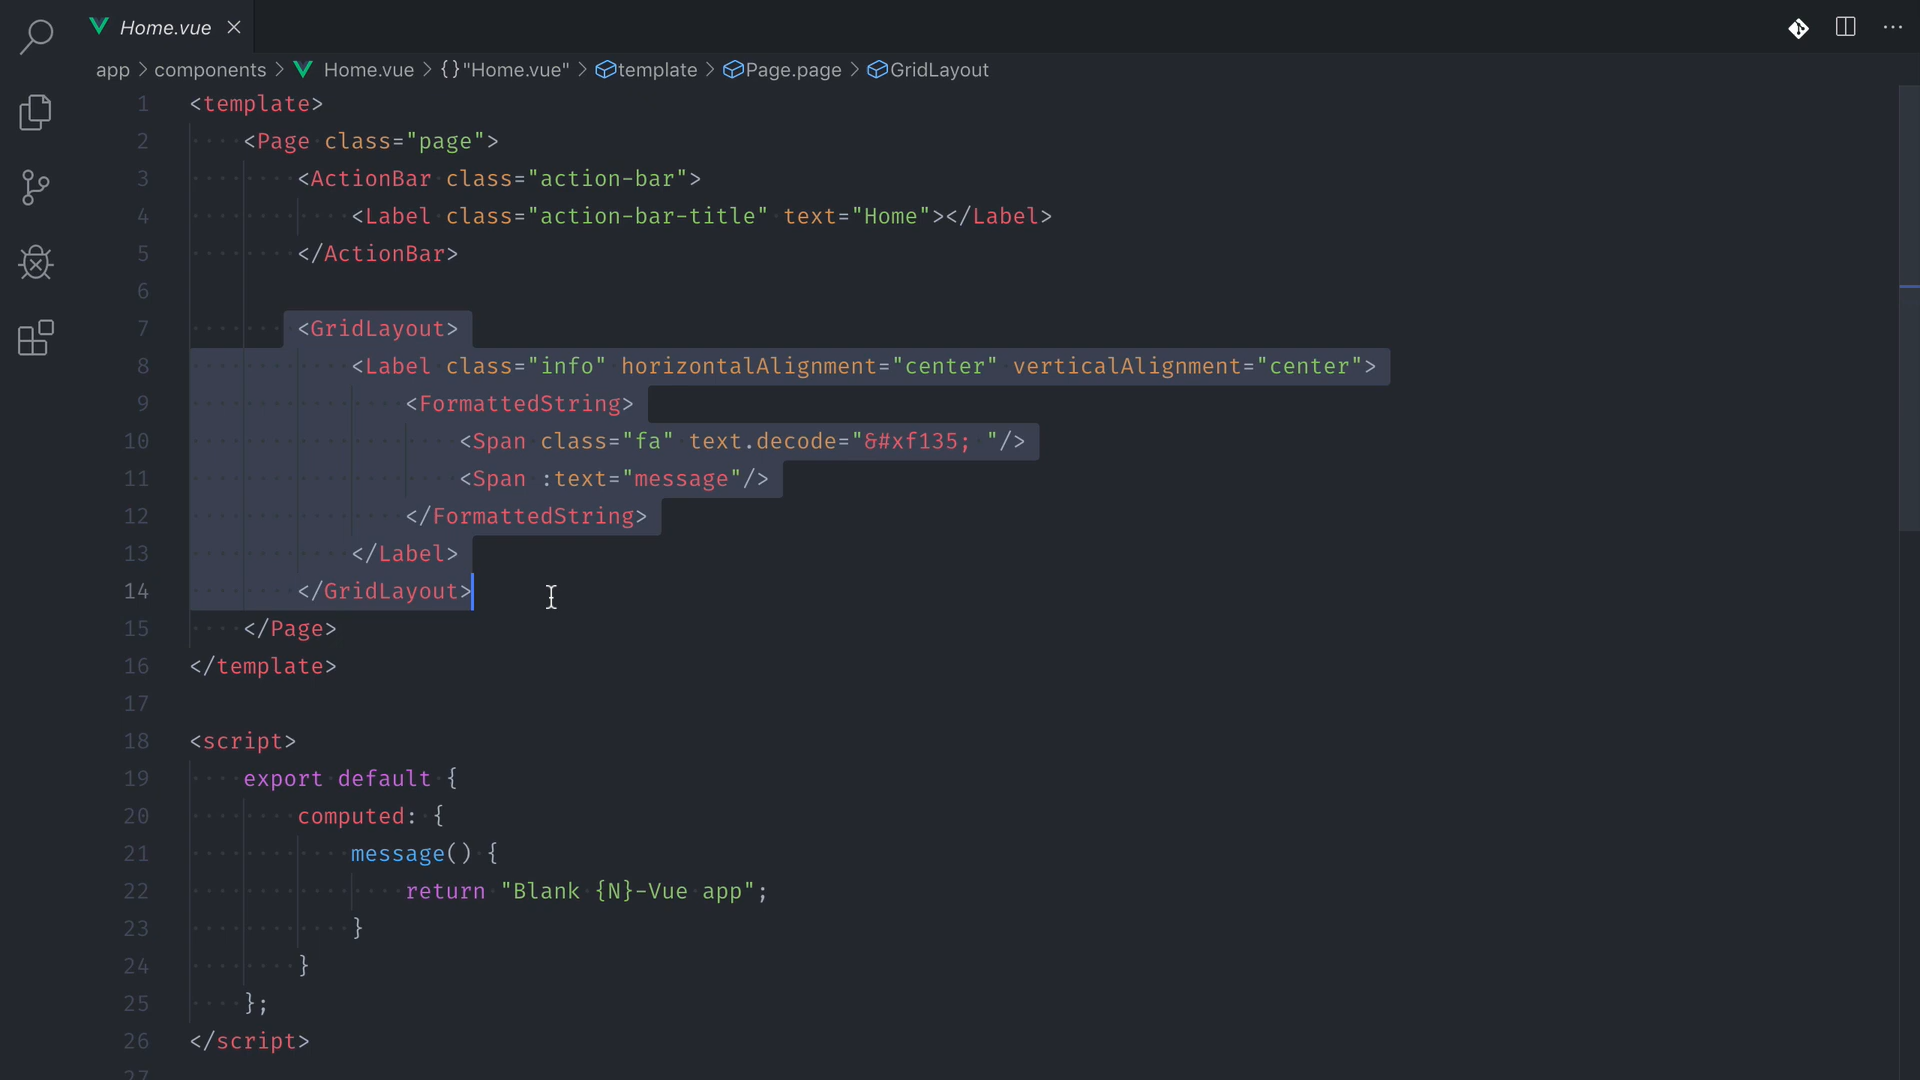 Home.vue
app > components > Home.vue > {} "Home.vue" > template > Page.page > GridLayout
1 <template>
2     <Page class="page">
3         <ActionBar class="action-bar">
4             <Label class="action-bar-title" text="Home"></Label>
5         </ActionBar>
6
7         <GridLayout>
8             <Label class="info" horizontalAlignment="center" verticalAlignment="center">
9                 <FormattedString>
10                     <Span class="fa" text.decode="&#xf135; "/>
11                     <Span :text="message"/>
12                 </FormattedString>
13             </Label>
14         </GridLayout>
15     </Page>
16 </template>
17
18 <script>
19     export default {
20         computed: {
21             message() {
22                 return "Blank {N}-Vue app";
23             }
24         }
25     };
26 </script>
27